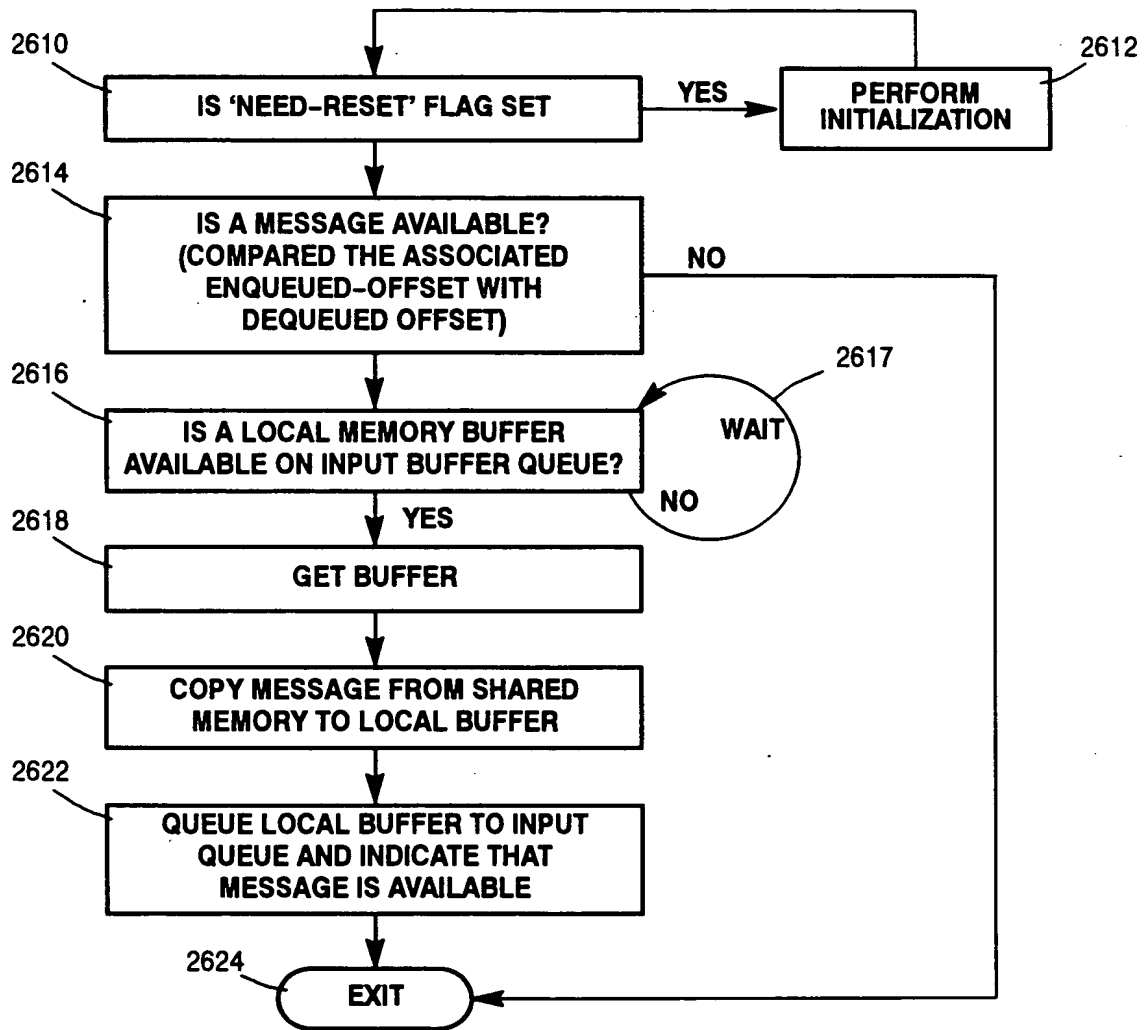 2610
IS 'NEED-RESET' FLAG SET
YES
2612
PERFORM
INITIALIZATION
2614
IS A MESSAGE AVAILABLE?
(COMPARED THE ASSOCIATED
ENQUEUED-OFFSET WITH
DEQUEUED OFFSET)
NO
2616
IS A LOCAL MEMORY BUFFER
AVAILABLE ON INPUT BUFFER QUEUE?
2617
WAIT
NO
YES
2618
GET BUFFER
2620
COPY MESSAGE FROM SHARED
MEMORY TO LOCAL BUFFER
2622
QUEUE LOCAL BUFFER TO INPUT
QUEUE AND INDICATE THAT
MESSAGE IS AVAILABLE
2624
EXIT